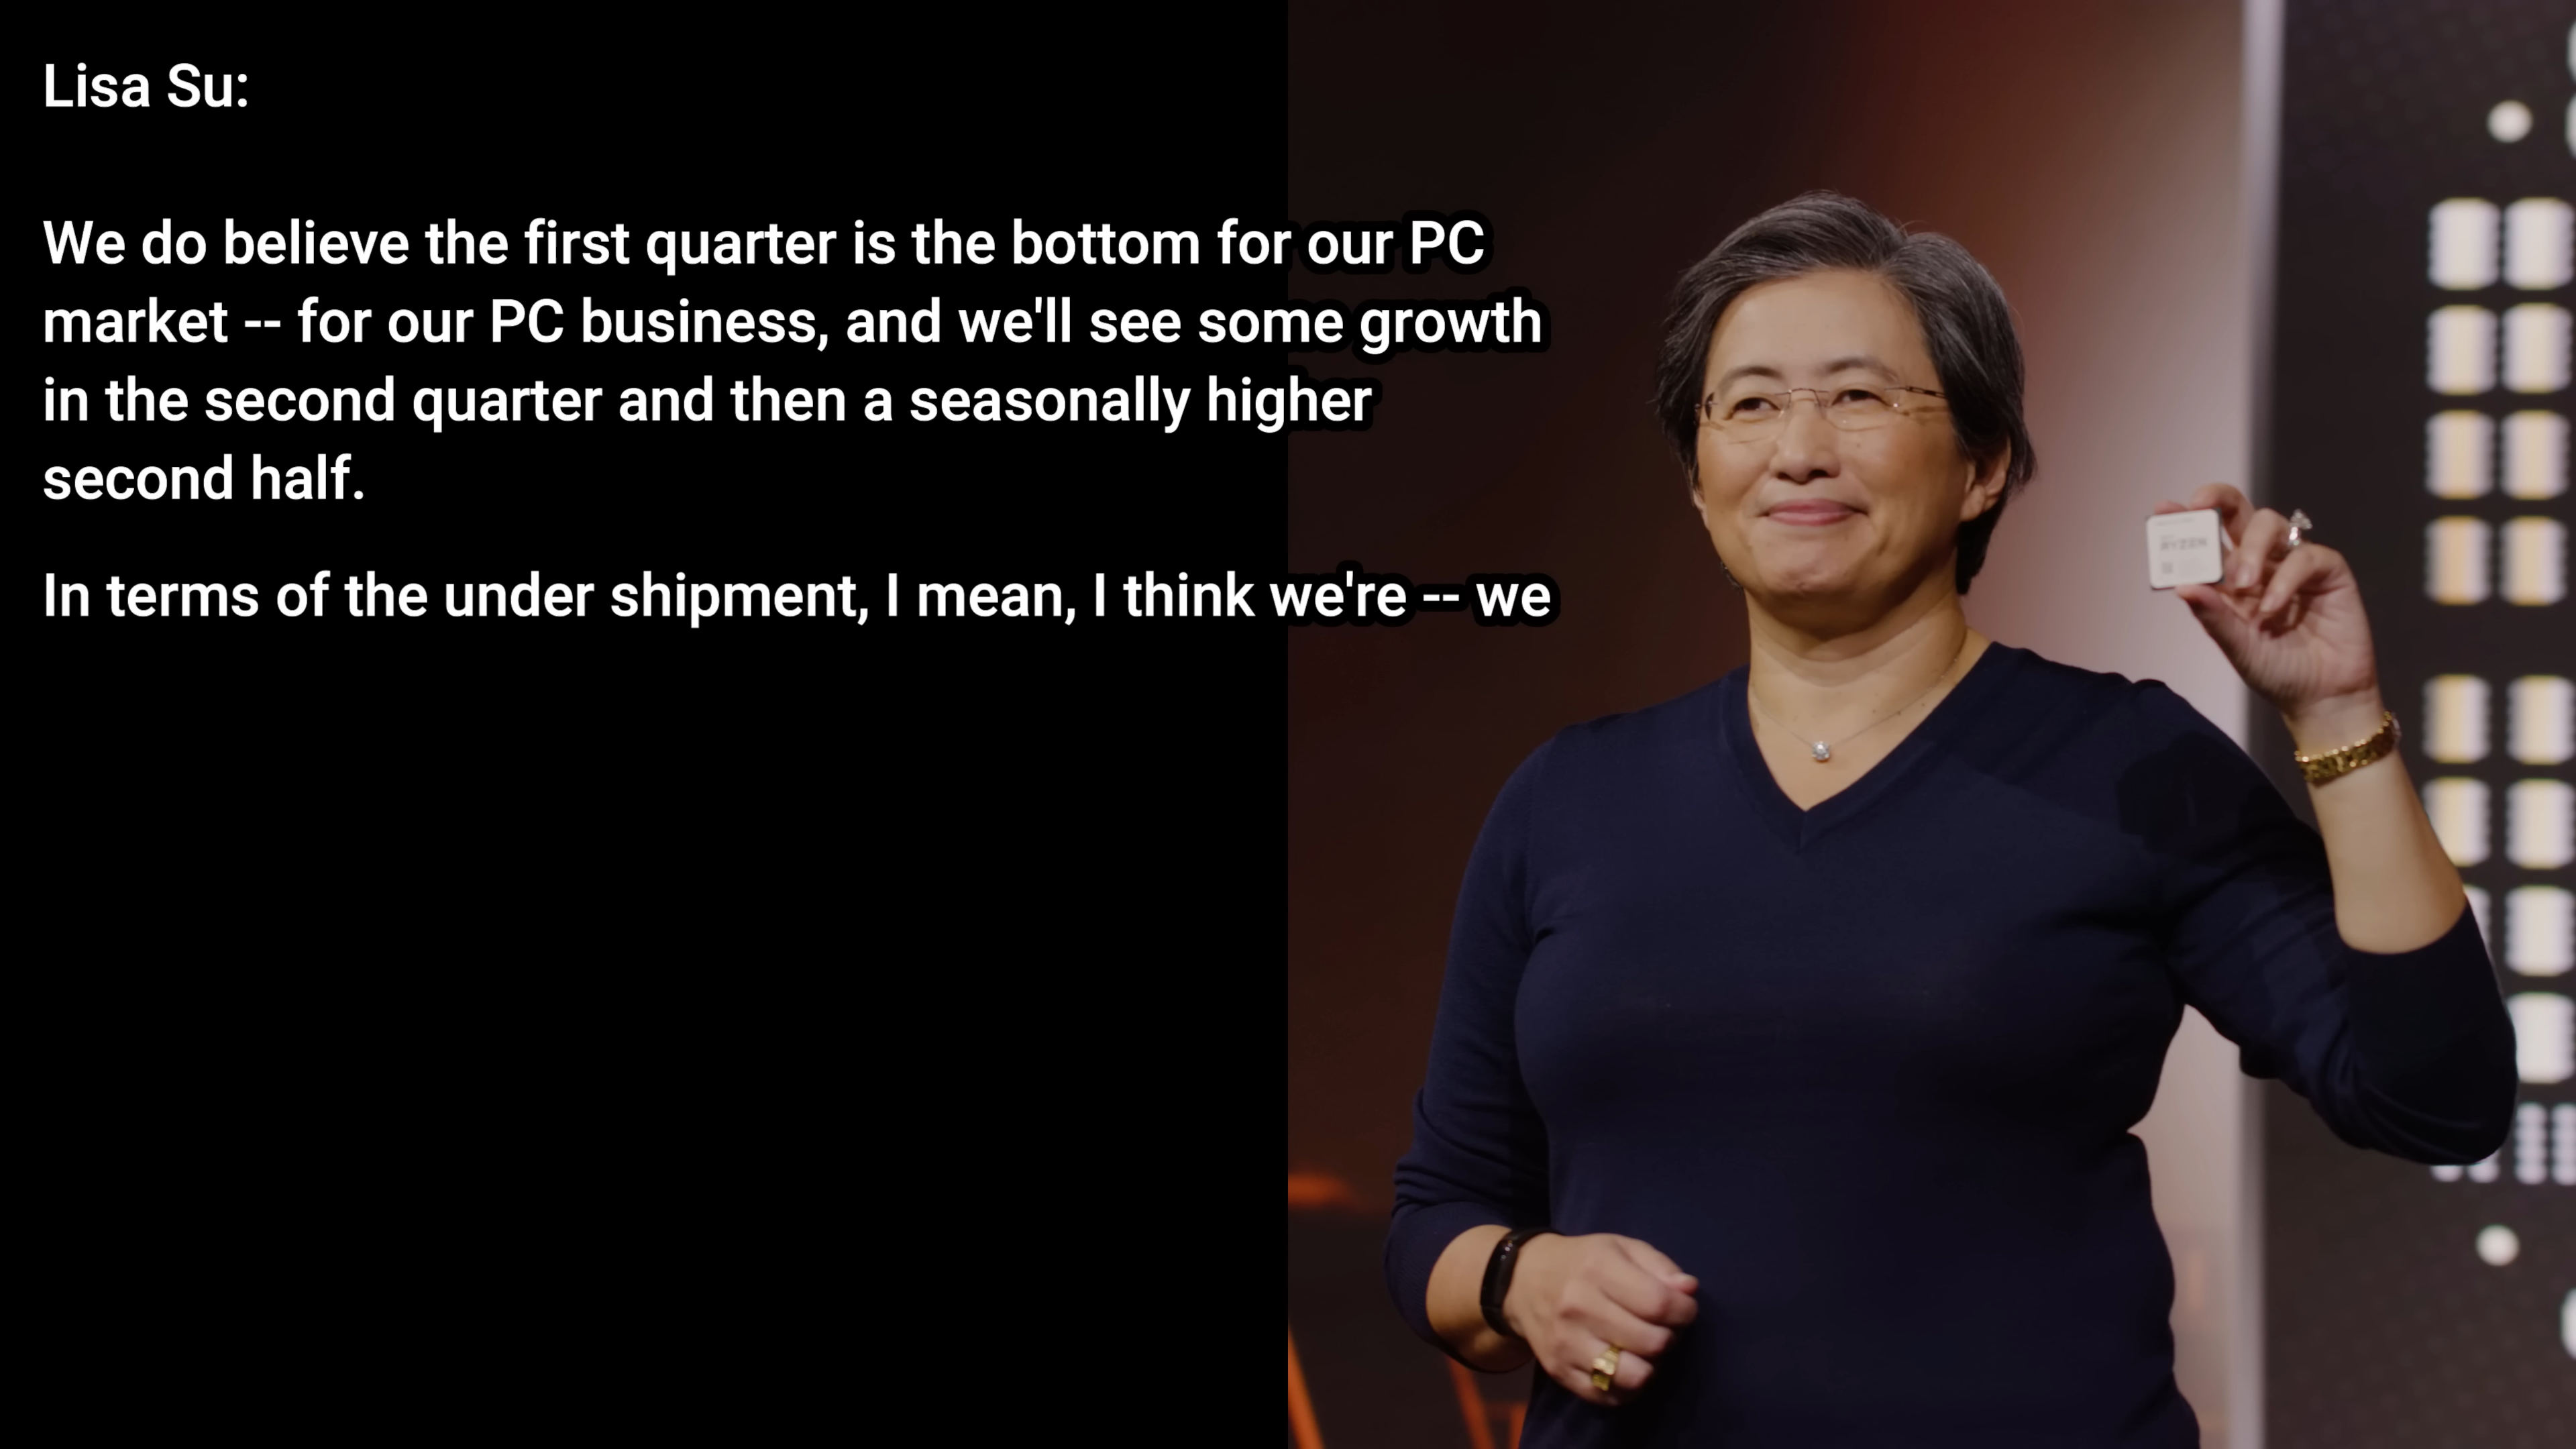 Lisa Su:
We do believe the first quarter is the bottom for our PC
market -- for our PC business, and we'll see some growth
in the second quarter and then a seasonally higher
second half.
In terms of the under shipment, I mean, I think we're -- we
RYZEN